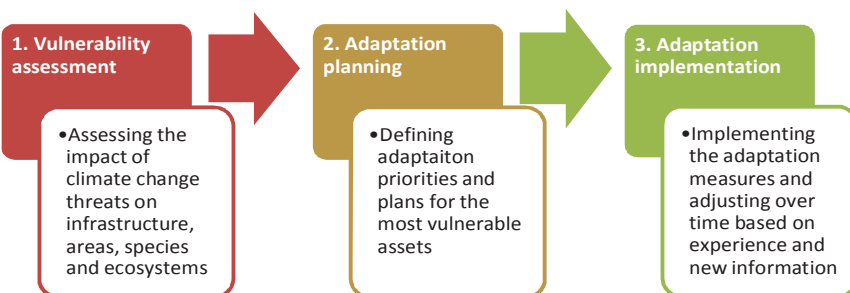 1. Vulnerability
assessment
•Assessing the
impact of
climate change
threats on
infrastructure,
areas, species
and ecosystems
2. Adaptation
planning
•Defining
adaptaiton
priorities and
plans for the
most vulnerable
assets
3. Adaptation
implementation
•Implementing
the adaptation
measures and
adjusting over
time based on
experience and
new information